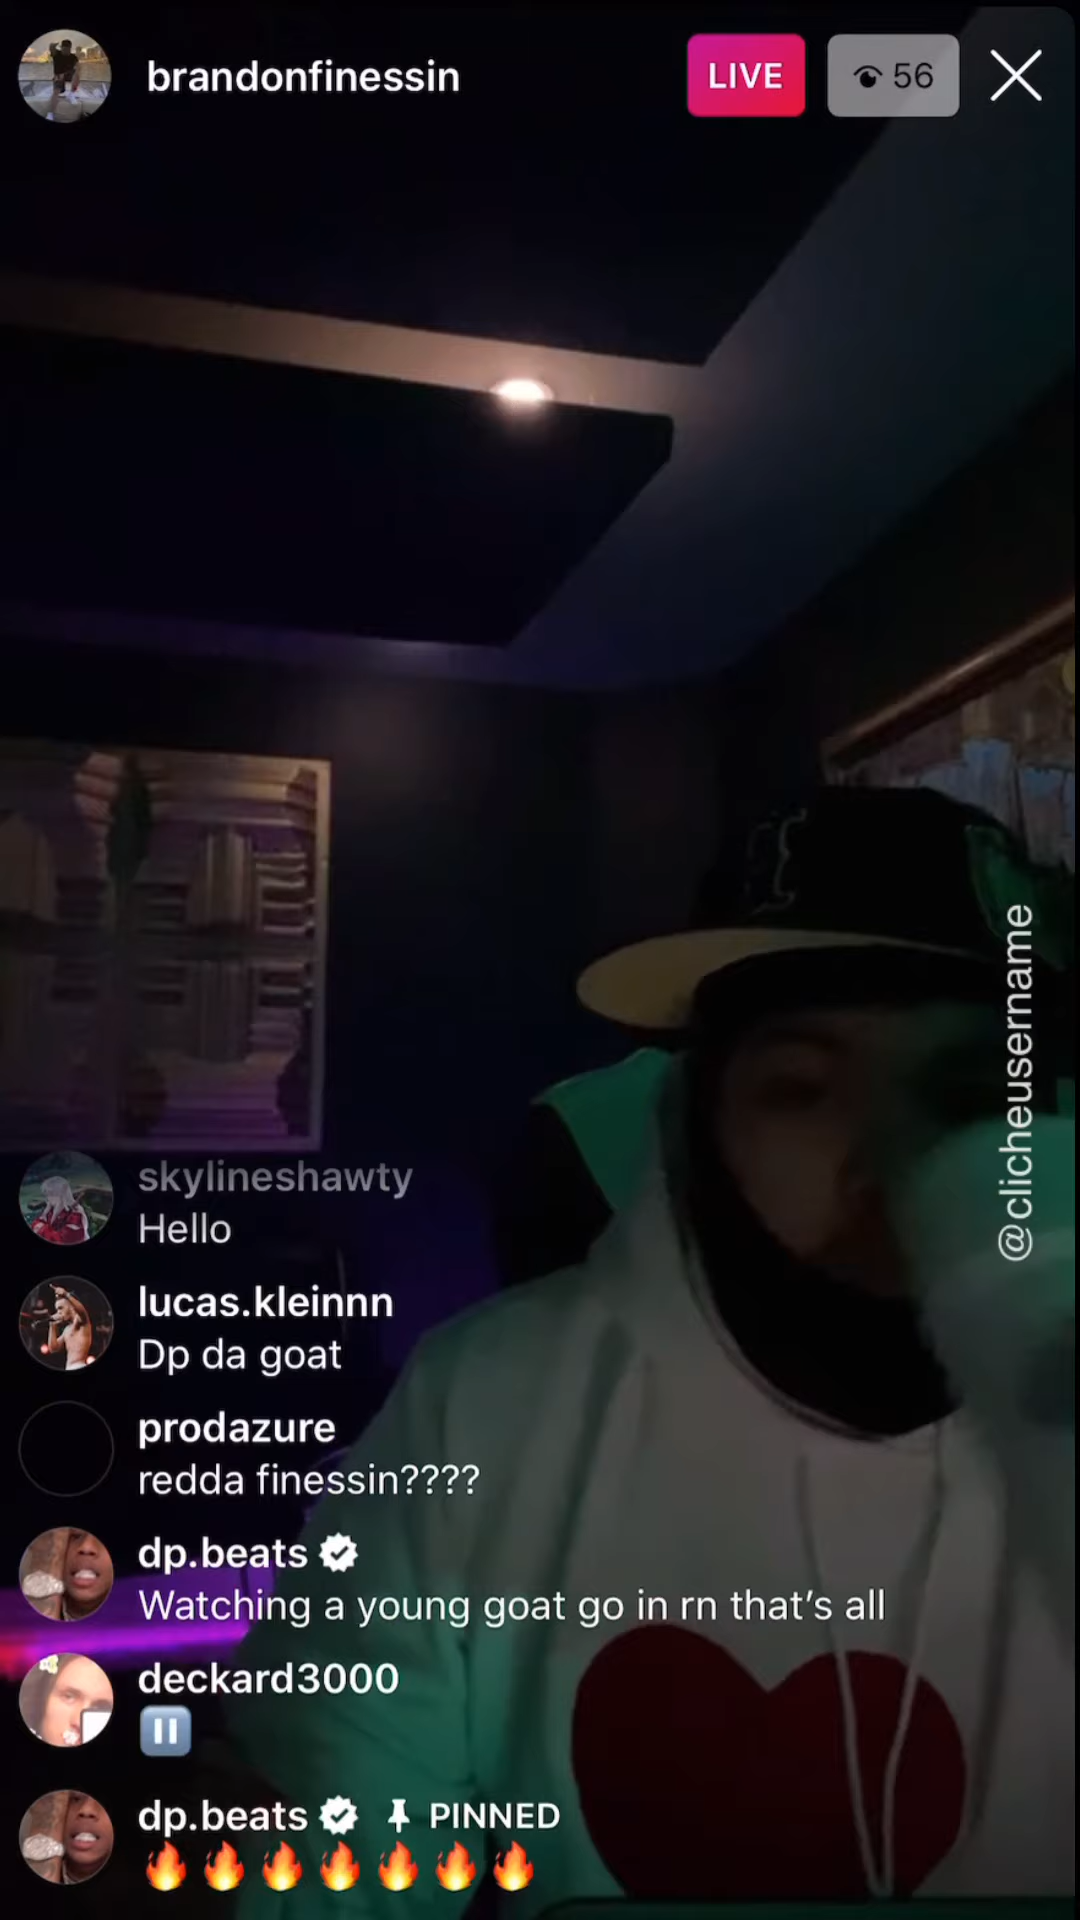 brandonfinessin
LIVE
56
@clicheusername
skylineshawty
Hello
lucas.kleinnn
Dp da goat
prodazure
redda finessin????
dp.beats
Watching a young goat go in rn that’s all
deckard3000
⏸️
dp.beats PINNED
🔥🔥🔥🔥🔥🔥🔥